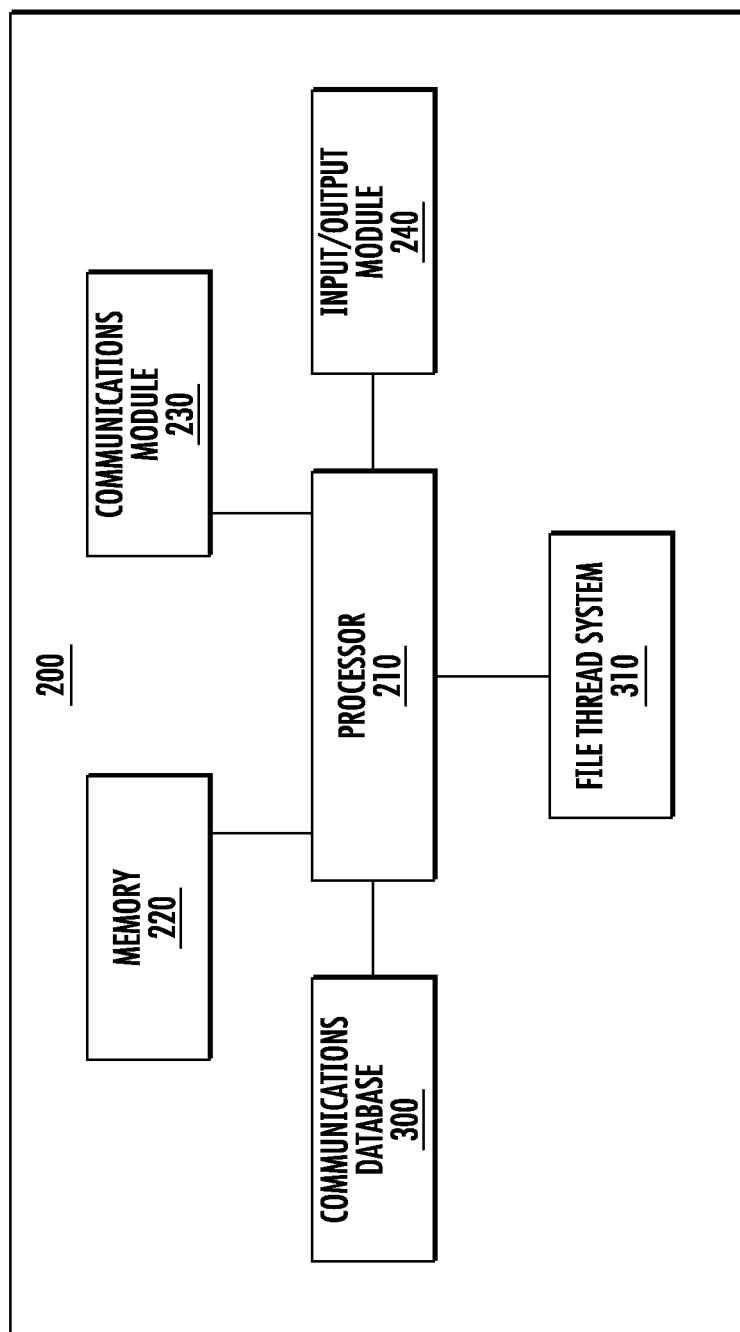 200
MEMORY
220
COMMUNICATIONS
MODULE
230
COMMUNICATIONS
DATABASE
300
PROCESSOR
210
INPUT/OUTPUT
MODULE
240
FILE THREAD SYSTEM
310